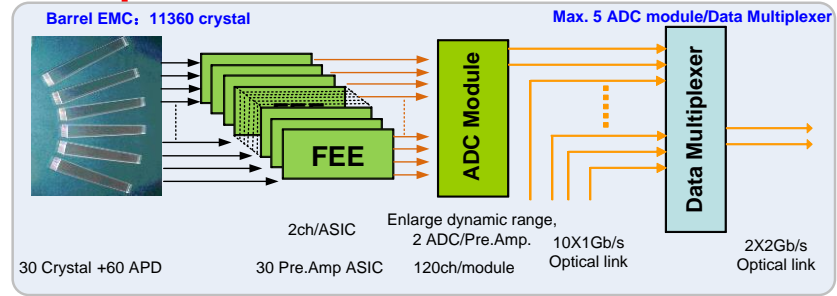 Barrel EMC：11360 crystal
Max. 5 ADC module/Data Multiplexer
FEE
ADC Module
Data Multiplexer
2ch/ASIC
Enlarge dynamic range,
2 ADC/Pre.Amp.
10X1Gb/s
Optical link
2X2Gb/s
Optical link
30 Crystal +60 APD
30 Pre.Amp ASIC
120ch/module